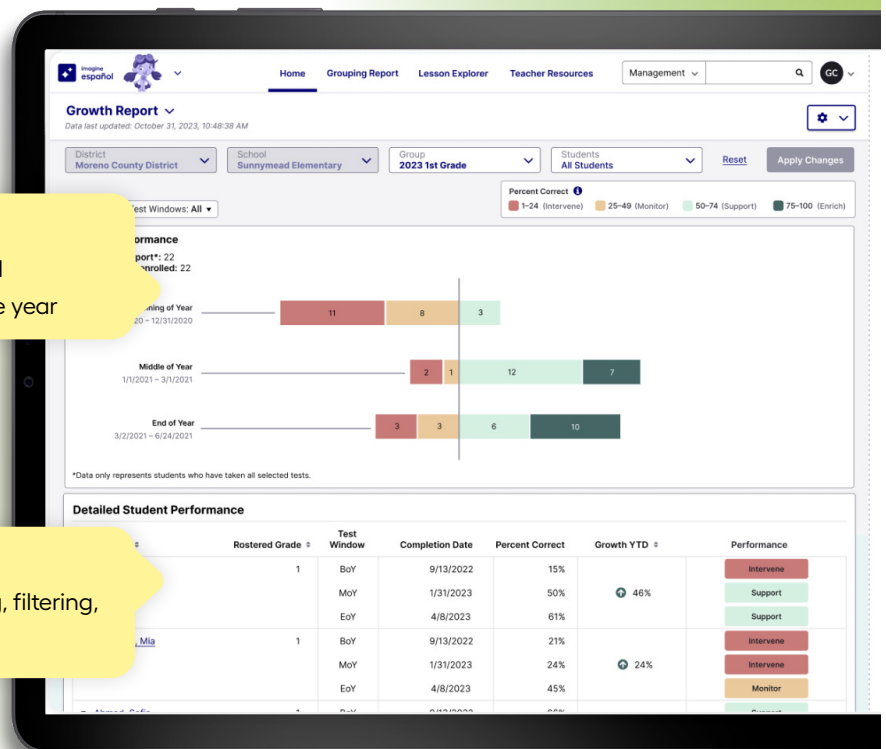 imagine
español
Home Grouping Report Lesson Explorer Teacher Resources Management GC
Growth Report
Data last updated: October 31, 2023, 10:48:38 AM
District
Moreno County District
School
Sunnymead Elementary
Group
2023 1st Grade
Students
All Students
Reset
Apply Changes
Test Windows: All
Percent Correct
1–24 (Intervene) 25–49 (Monitor) 50–74 (Support) 75–100 (Enrich)
e year
, filtering,
22
enrolled: 22
11 8 3
– 12/31/2020
Middle of Year
1/1/2021 – 3/1/2021
2 1 12 7
End of Year
3/2/2021 – 6/24/2021
3 3 6 10
*Data only represents students who have taken all selected tests.
Detailed Student Performance
Rostered Grade Test Window Completion Date Percent Correct Growth YTD Performance
1 BoY 9/13/2022 15% Intervene
MoY 1/31/2023 50% 46% Support
EoY 4/8/2023 61% Support
, Mia 1 BoY 9/13/2022 21% Intervene
MoY 1/31/2023 24% 24% Intervene
EoY 4/8/2023 45% Monitor